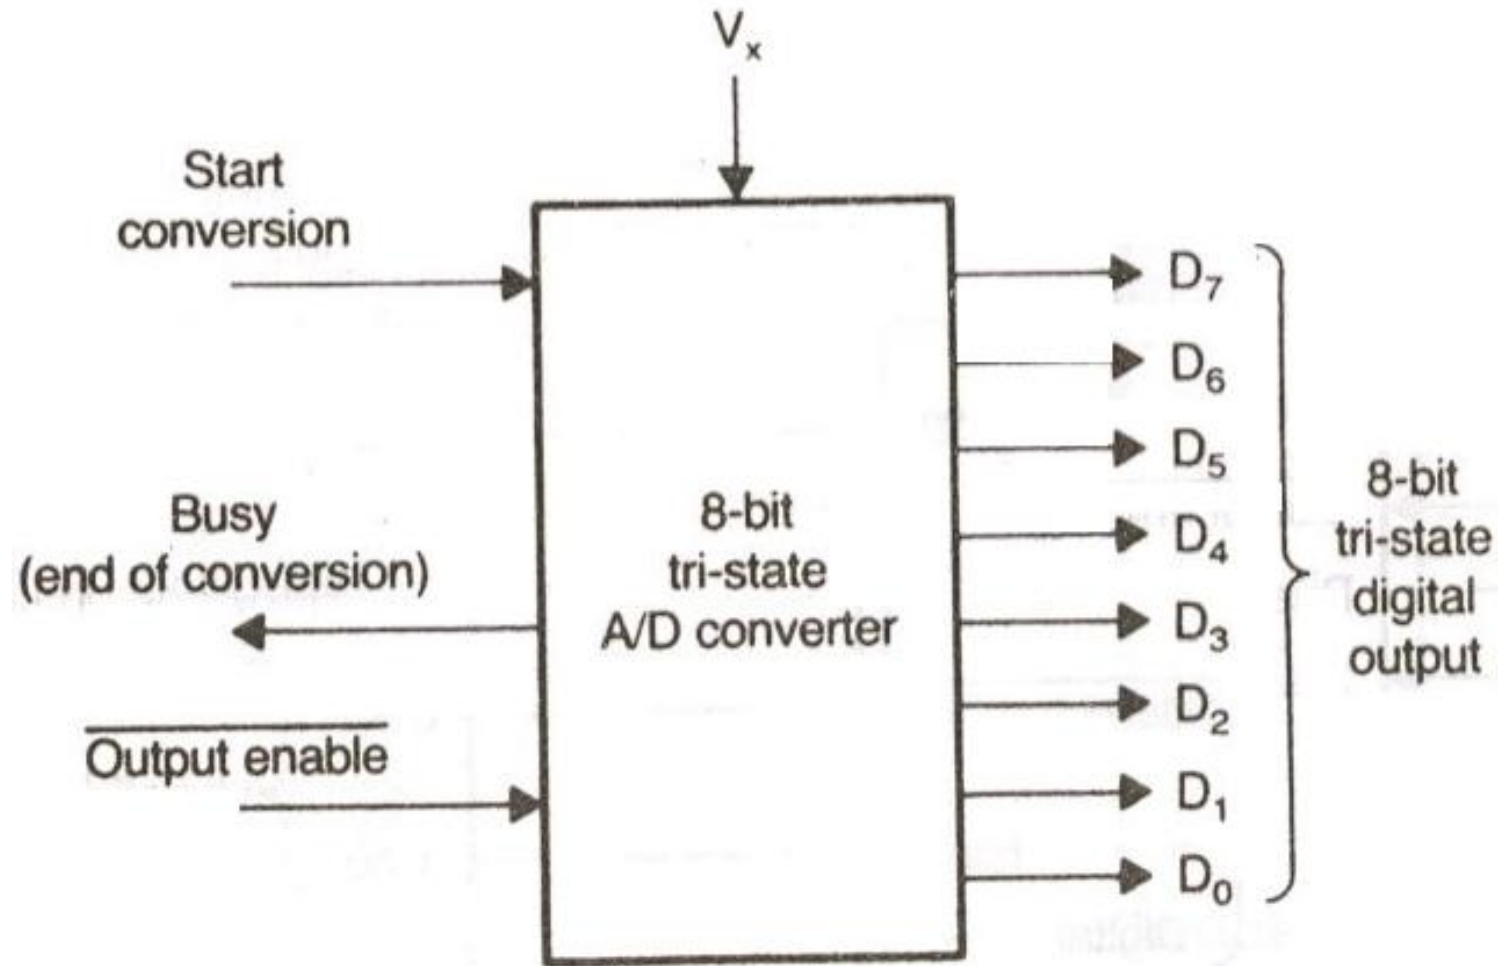 Vx
Start
conversion
Busy
(end of conversion)
Output enable
8-bit
tri-state
A/D converter
D7
D6
D5
D4
D3
D2
D1
D0
8-bit
tri-state
digital
output